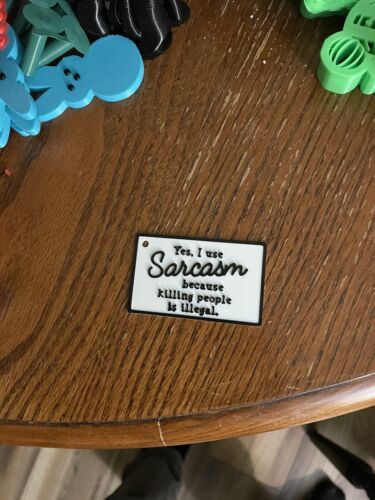 Yes, I use
Sarcasm
because
killing people
is illegal.